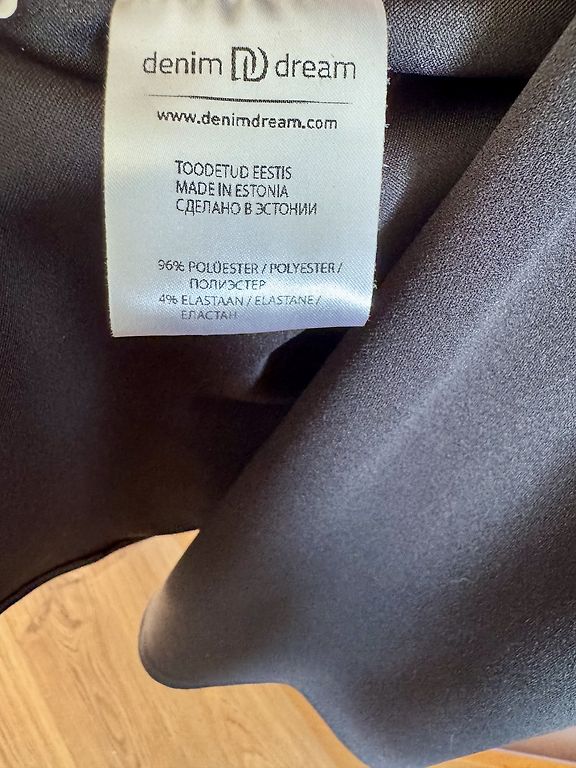 denim DD dream
www.denimdream.com
TOODETUD EESTIS
MADE IN ESTONIA
СДЕЛАНО В ЭСТОНИИ
96% POLÜESTER / POLYESTER /
ПОЛИЭСТЕР
4% ELASTAAN / ELASTANE /
ЕЛАСТАН